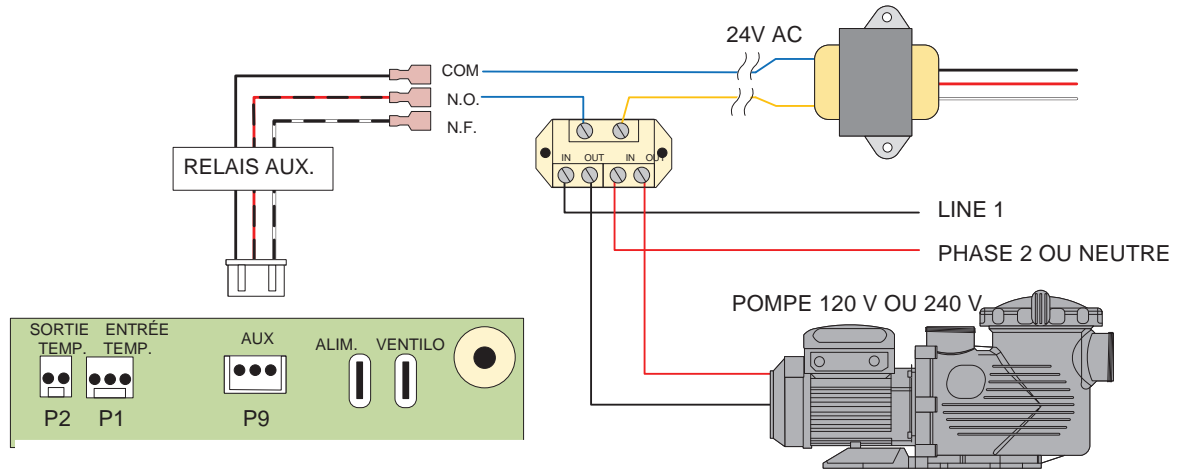 24V AC
COM
N.O.
N.F.
RELAIS AUX.
IN OUT IN OUT
LINE 1
PHASE 2 OU NEUTRE
POMPE 120 V OU 240 V
SORTIE TEMP.
ENTRÉE TEMP.
AUX
ALIM.
VENTILO
P2
P1
P9